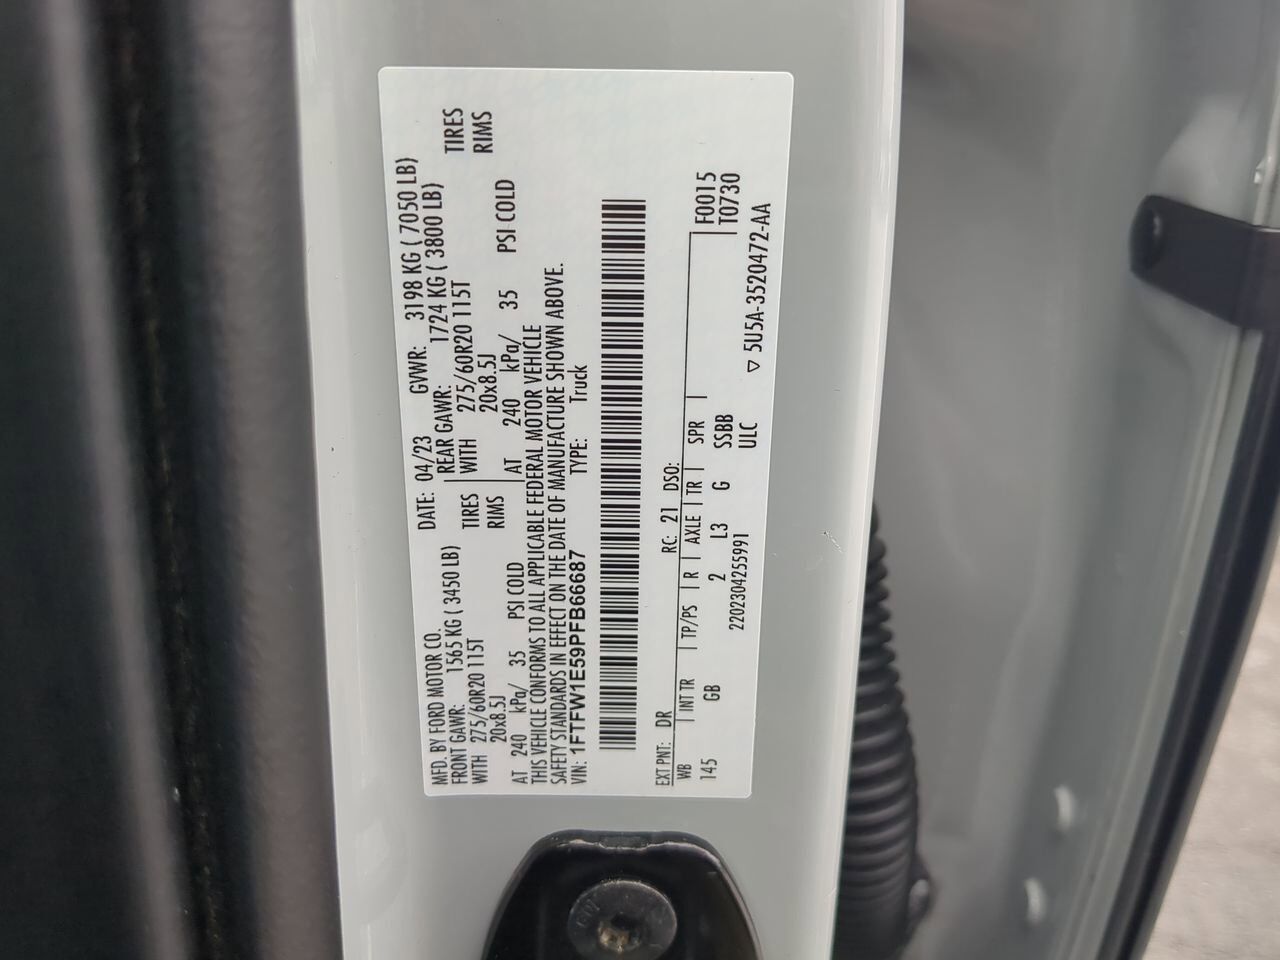 MFD. BY FORD MOTOR CO.
DATE: 04/23 GVWR: 3198 KG ( 7050 LB)
FRONT GAWR: 1565 KG ( 3450 LB)
REAR GAWR: 1724 KG ( 3800 LB)
WITH 275/60R20 115T TIRES
WITH 275/60R20 115T TIRES
20x8.5J RIMS
20x8.5J RIMS
AT 240 kPa/ 35 PSI COLD
AT 240 kPa/ 35 PSI COLD
THIS VEHICLE CONFORMS TO ALL APPLICABLE FEDERAL MOTOR VEHICLE
SAFETY STANDARDS IN EFFECT ON THE DATE OF MANUFACTURE SHOWN ABOVE.
VIN: 1FTFW1E59PFB66687 TYPE: Truck
EXT PNT: DR RC: 21 DSO: F0015
WB INT TR TP/PS R AXLE TR SPR T0730
145 GB 2 L3 G SSBB
2202304255991 ULC
▽ 5U5A-3520472-AA